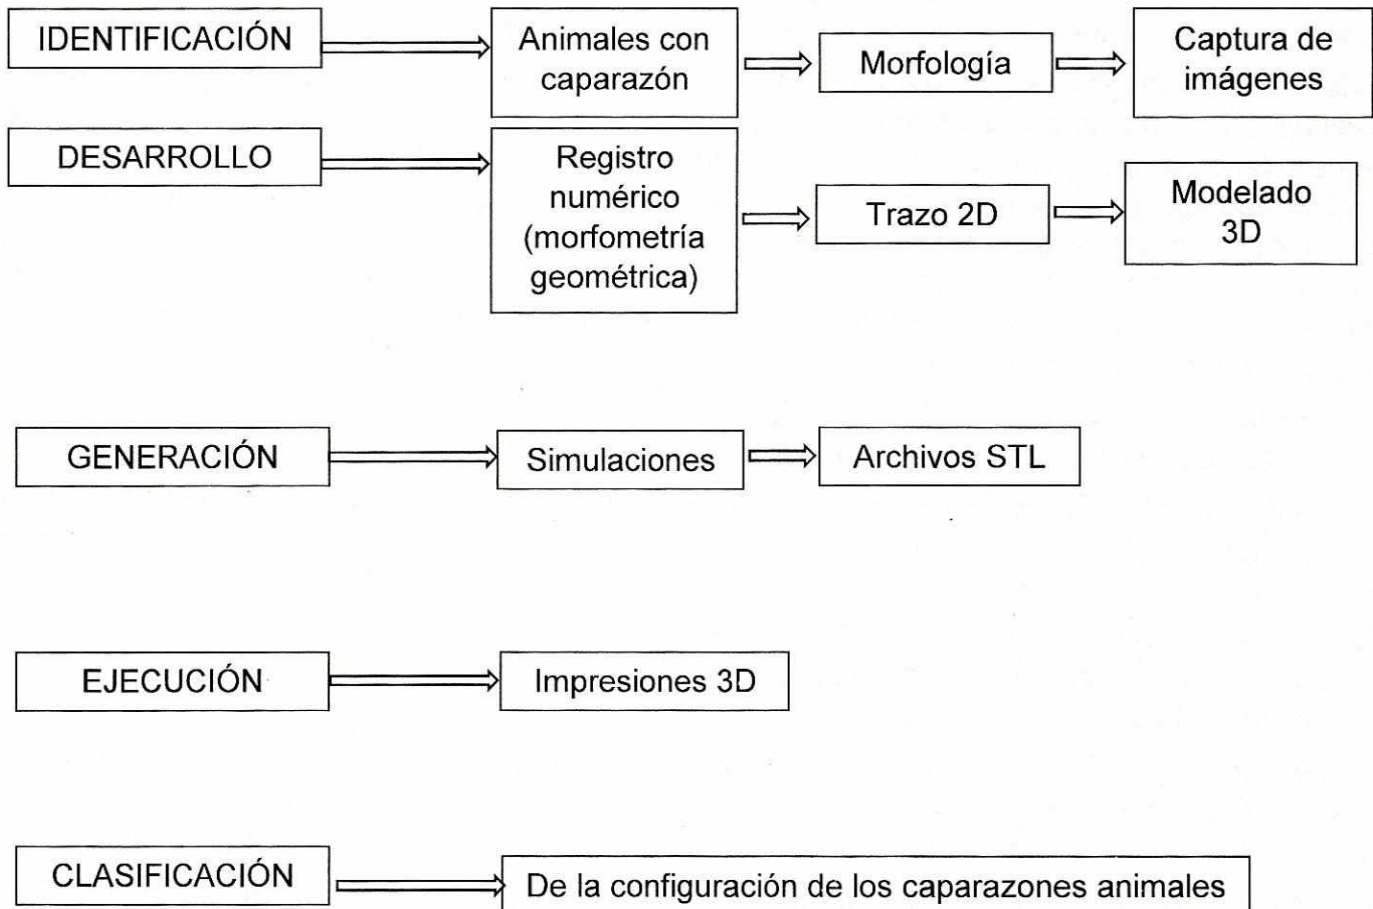 IDENTIFICACIÓN
Animales con
caparazón
Morfología
Captura de
imágenes
DESARROLLO
Registro
numérico
(morfometría
geométrica)
Trazo 2D
Modelado
3D
GENERACIÓN
Simulaciones
Archivos STL
EJECUCIÓN
Impresiones 3D
CLASIFICACIÓN
De la configuración de los caparazones animales